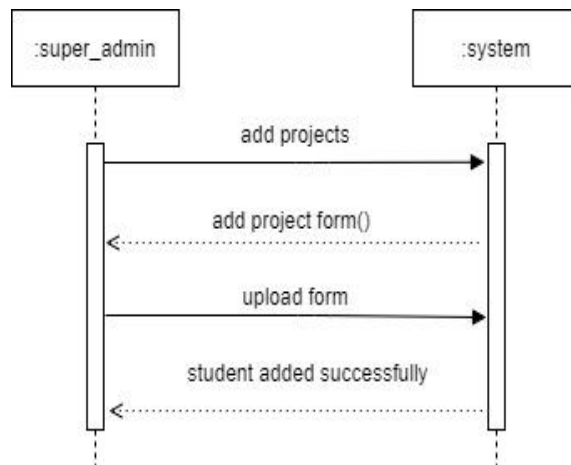 :super_admin
:system
add projects
add project form()
upload form
student added successfully